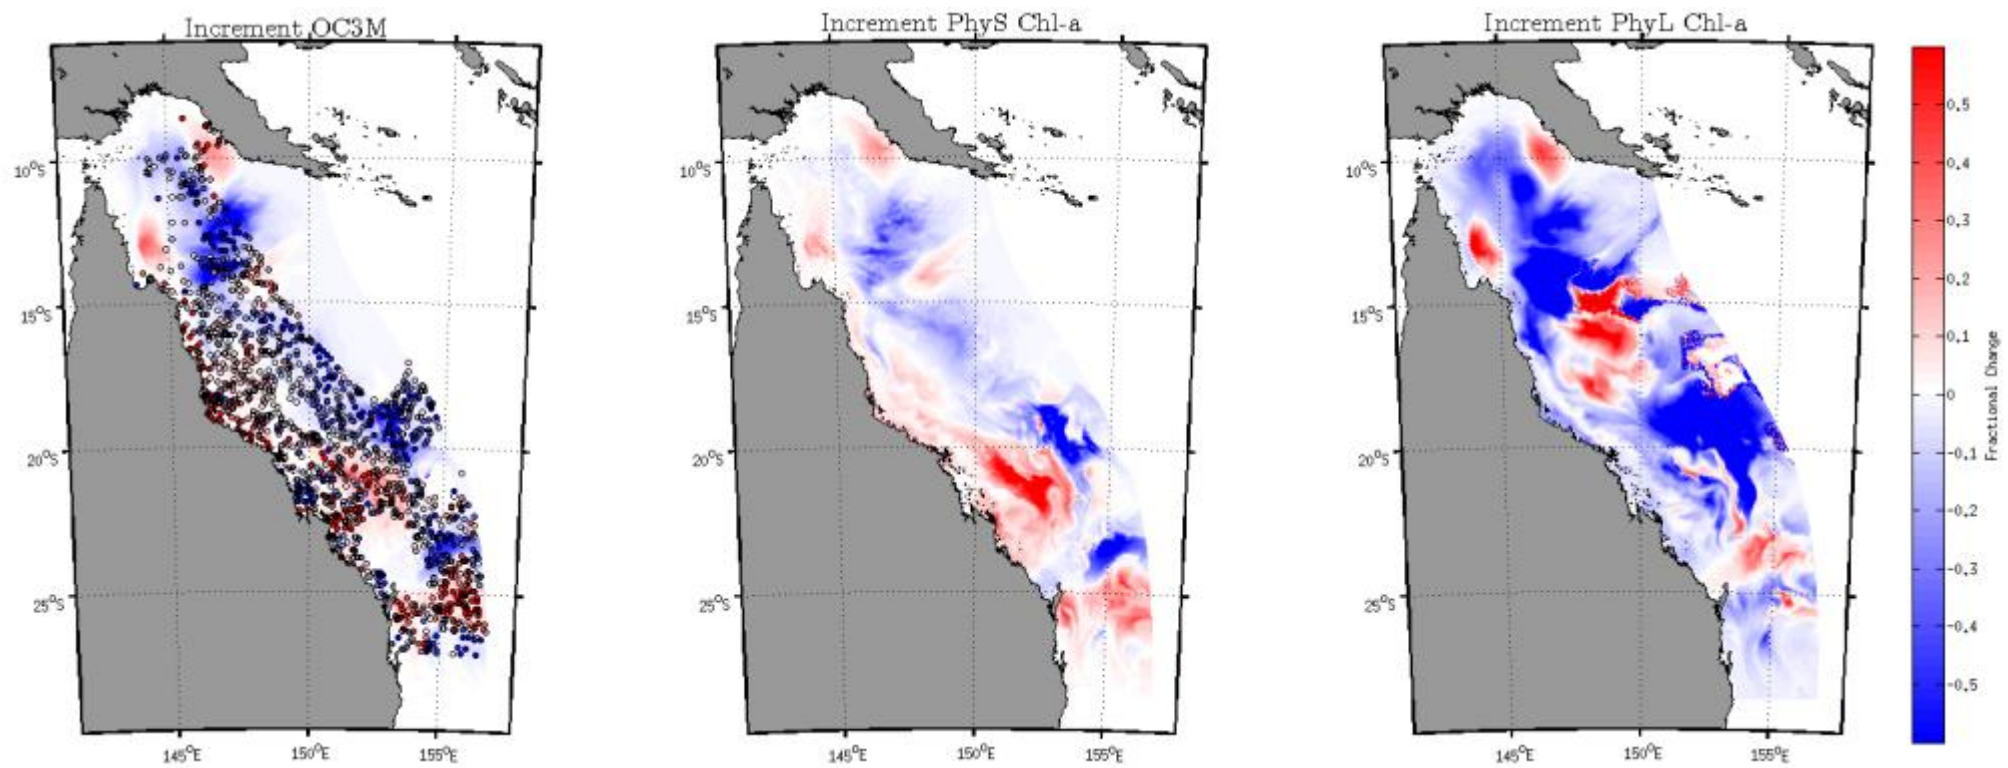 Increment OC3M
Increment PhyS Chl-a
Increment PhyL Chl-a
10°S
15°S
20°S
25°S
145°E
150°E
155°E
10°S
15°S
20°S
25°S
145°E
150°E
155°E
10°S
15°S
20°S
25°S
145°E
150°E
155°E
0.5
0.4
0.3
0.2
0.1
0
-0.1
-0.2
-0.3
-0.4
-0.5
Fractional Change